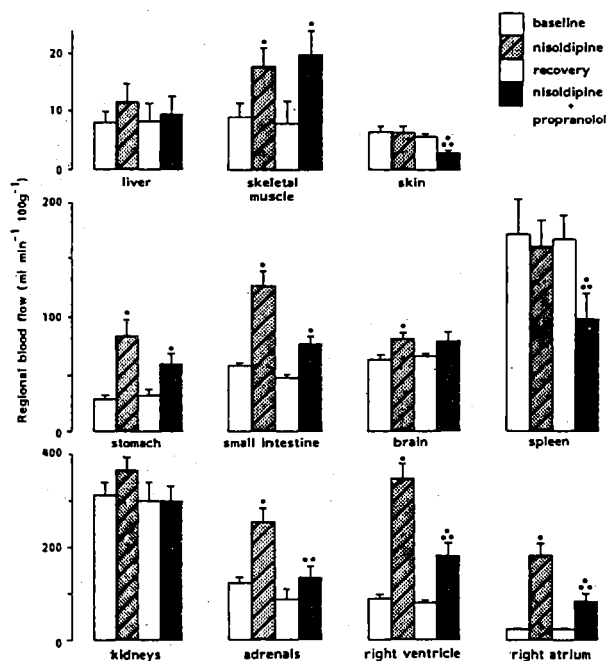 baseline
nisoldipine
recovery
nisoldipine
+
propranolol
Regional blood flow (ml min⁻¹ 100g⁻¹)
20
10
0
liver
skeletal
muscle
skin
200
100
0
stomach
small intestine
brain
spleen
400
200
0
kidneys
adrenals
right ventricle
right atrium